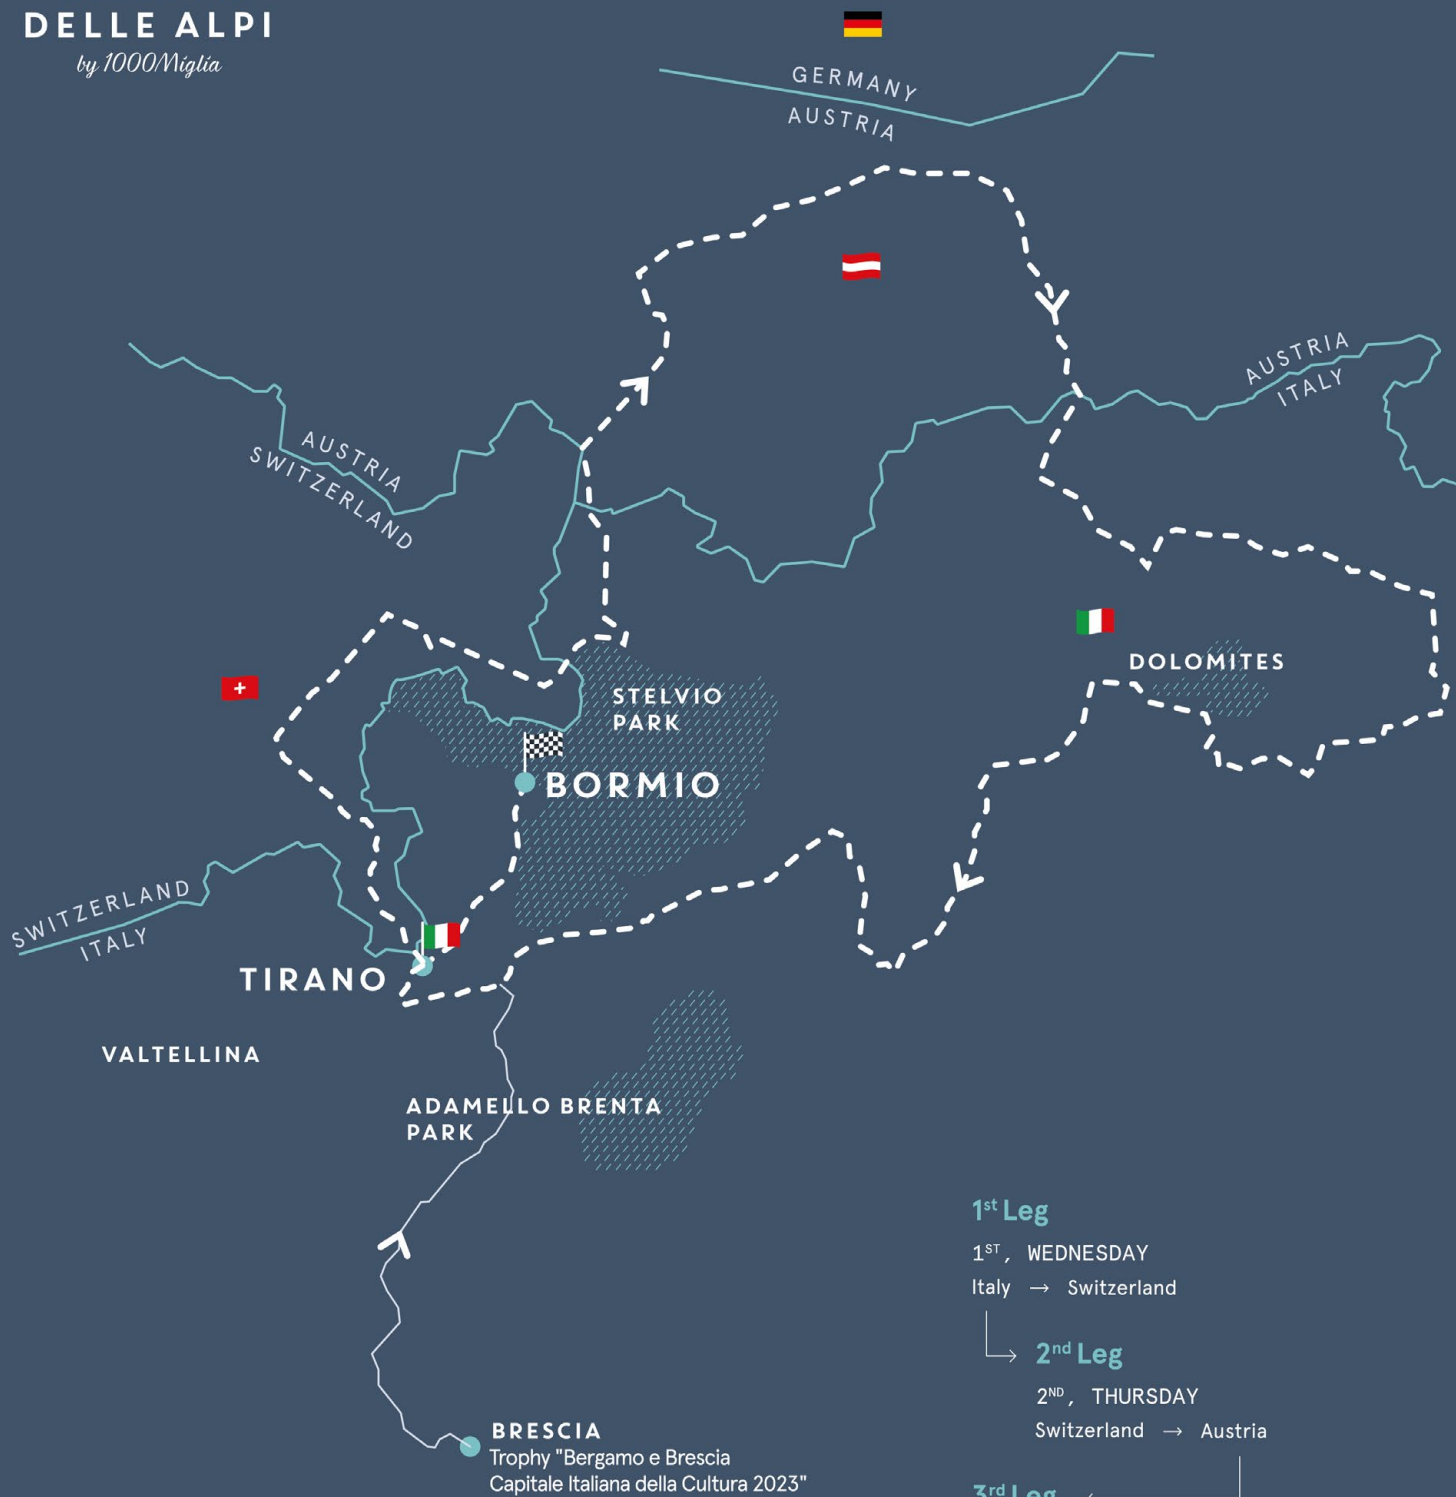 DELLE ALPI
by 1000Miglia
GERMANY
AUSTRIA
AUSTRIA
ITALY
AUSTRIA
SWITZERLAND
DOLOMITES
STELVIO
PARK
BORMIO
SWITZERLAND
ITALY
TIRANO
VALTELLINA
ADAMELLO BRENTA
PARK
1st Leg
1ST, WEDNESDAY
Italy → Switzerland
2nd Leg
2ND, THURSDAY
Switzerland → Austria
BRESCIA
Trophy "Bergamo e Brescia
Capitale Italiana della Cultura 2023"
3rd Leg